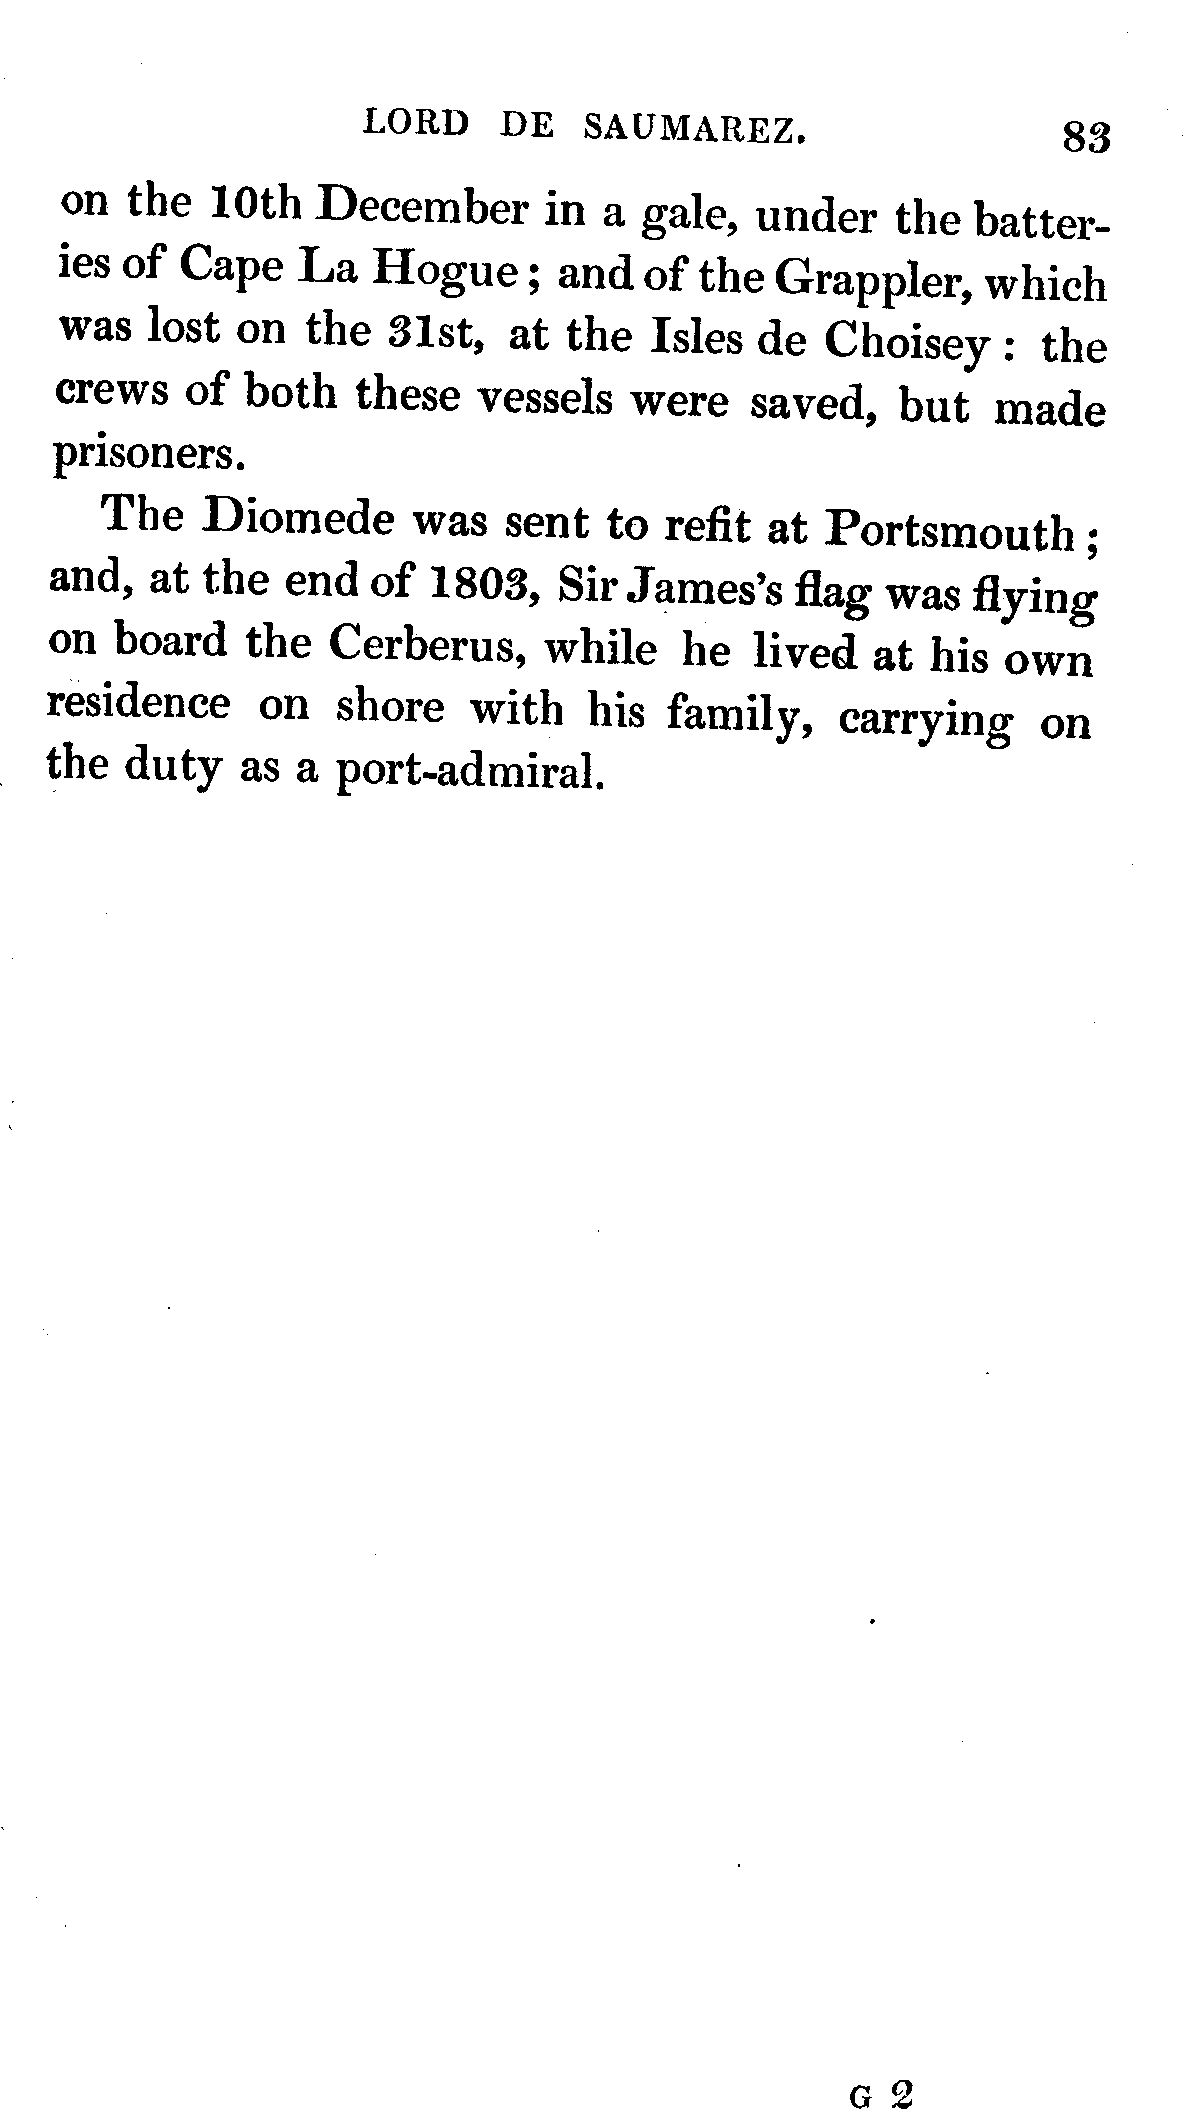 LORD DE SAUMAREZ. 83
on the 10th December in a gale, under the batter-
ies of Cape La Hogue; and of the Grappler, which
was lost on the 31st, at the Isles de Choisey: the
crews of both these vessels were saved, but made
prisoners.
The Diomede was sent to refit at Portsmouth;
and, at the end of 1803, Sir James's flag was flying
on board the Cerberus, while he lived at his own
residence on shore with his family, carrying on
the duty as a port-admiral.
G 2